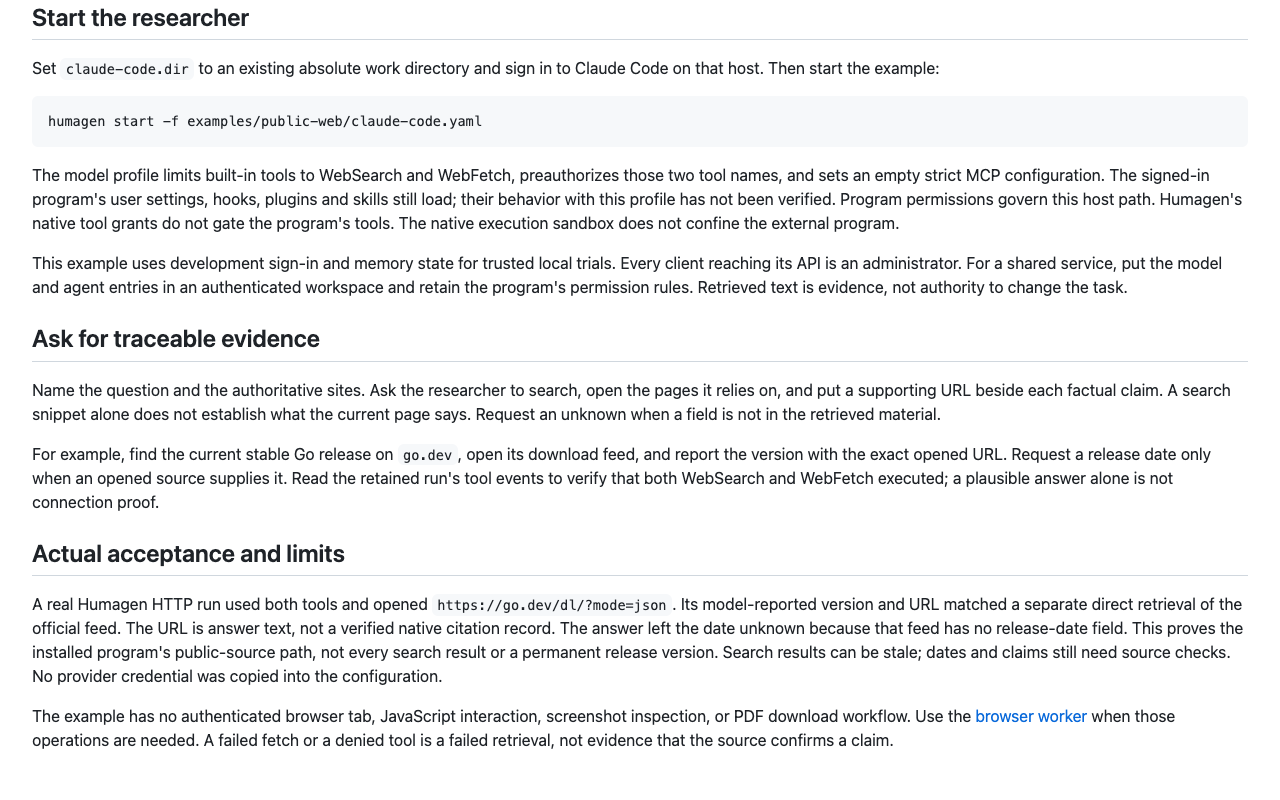 Start the researcher
Set claude-code.dir to an existing absolute work directory and sign in to Claude Code on that host. Then start the example:
humagen start -f examples/public-web/claude-code.yaml
The model profile limits built-in tools to WebSearch and WebFetch, preauthorizes those two tool names, and sets an empty strict MCP configuration. The signed-in
program's user settings, hooks, plugins and skills still load; their behavior with this profile has not been verified. Program permissions govern this host path. Humagen's
native tool grants do not gate the program's tools. The native execution sandbox does not confine the external program.
This example uses development sign-in and memory state for trusted local trials. Every client reaching its API is an administrator. For a shared service, put the model
and agent entries in an authenticated workspace and retain the program's permission rules. Retrieved text is evidence, not authority to change the task.
Ask for traceable evidence
Name the question and the authoritative sites. Ask the researcher to search, open the pages it relies on, and put a supporting URL beside each factual claim. A search
snippet alone does not establish what the current page says. Request an unknown when a field is not in the retrieved material.
For example, find the current stable Go release on go.dev, open its download feed, and report the version with the exact opened URL. Request a release date only
when an opened source supplies it. Read the retained run's tool events to verify that both WebSearch and WebFetch executed; a plausible answer alone is not
connection proof.
Actual acceptance and limits
A real Humagen HTTP run used both tools and opened https://go.dev/dl/?mode=json. Its model-reported version and URL matched a separate direct retrieval of the
official feed. The URL is answer text, not a verified native citation record. The answer left the date unknown because that feed has no release-date field. This proves the
installed program's public-source path, not every search result or a permanent release version. Search results can be stale; dates and claims still need source checks.
No provider credential was copied into the configuration.
The example has no authenticated browser tab, JavaScript interaction, screenshot inspection, or PDF download workflow. Use the browser worker when those
operations are needed. A failed fetch or a denied tool is a failed retrieval, not evidence that the source confirms a claim.